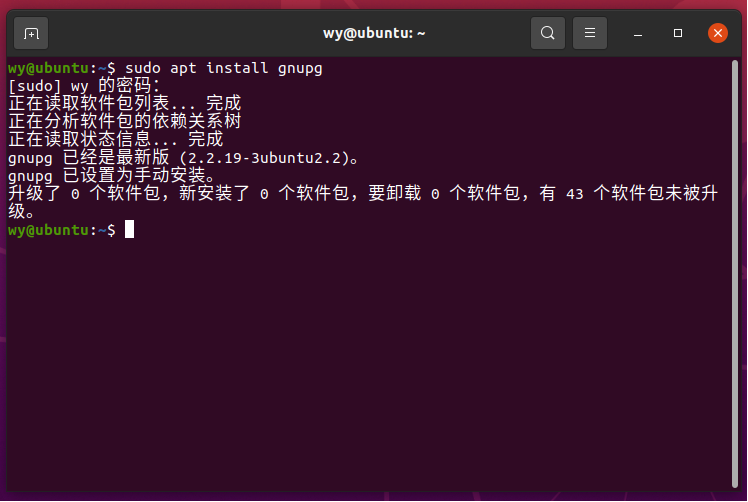 wy@ubuntu: ~
wy@ubuntu:~$ sudo apt install gnupg
[sudo] wy 的密码：
正在读取软件包列表... 完成
正在分析软件包的依赖关系树
正在读取状态信息... 完成
gnupg 已经是最新版 (2.2.19-3ubuntu2.2)。
gnupg 已设置为手动安装。
升级了 0 个软件包，新安装了 0 个软件包，要卸载 0 个软件包，有 43 个软件包未被升
级。
wy@ubuntu:~$